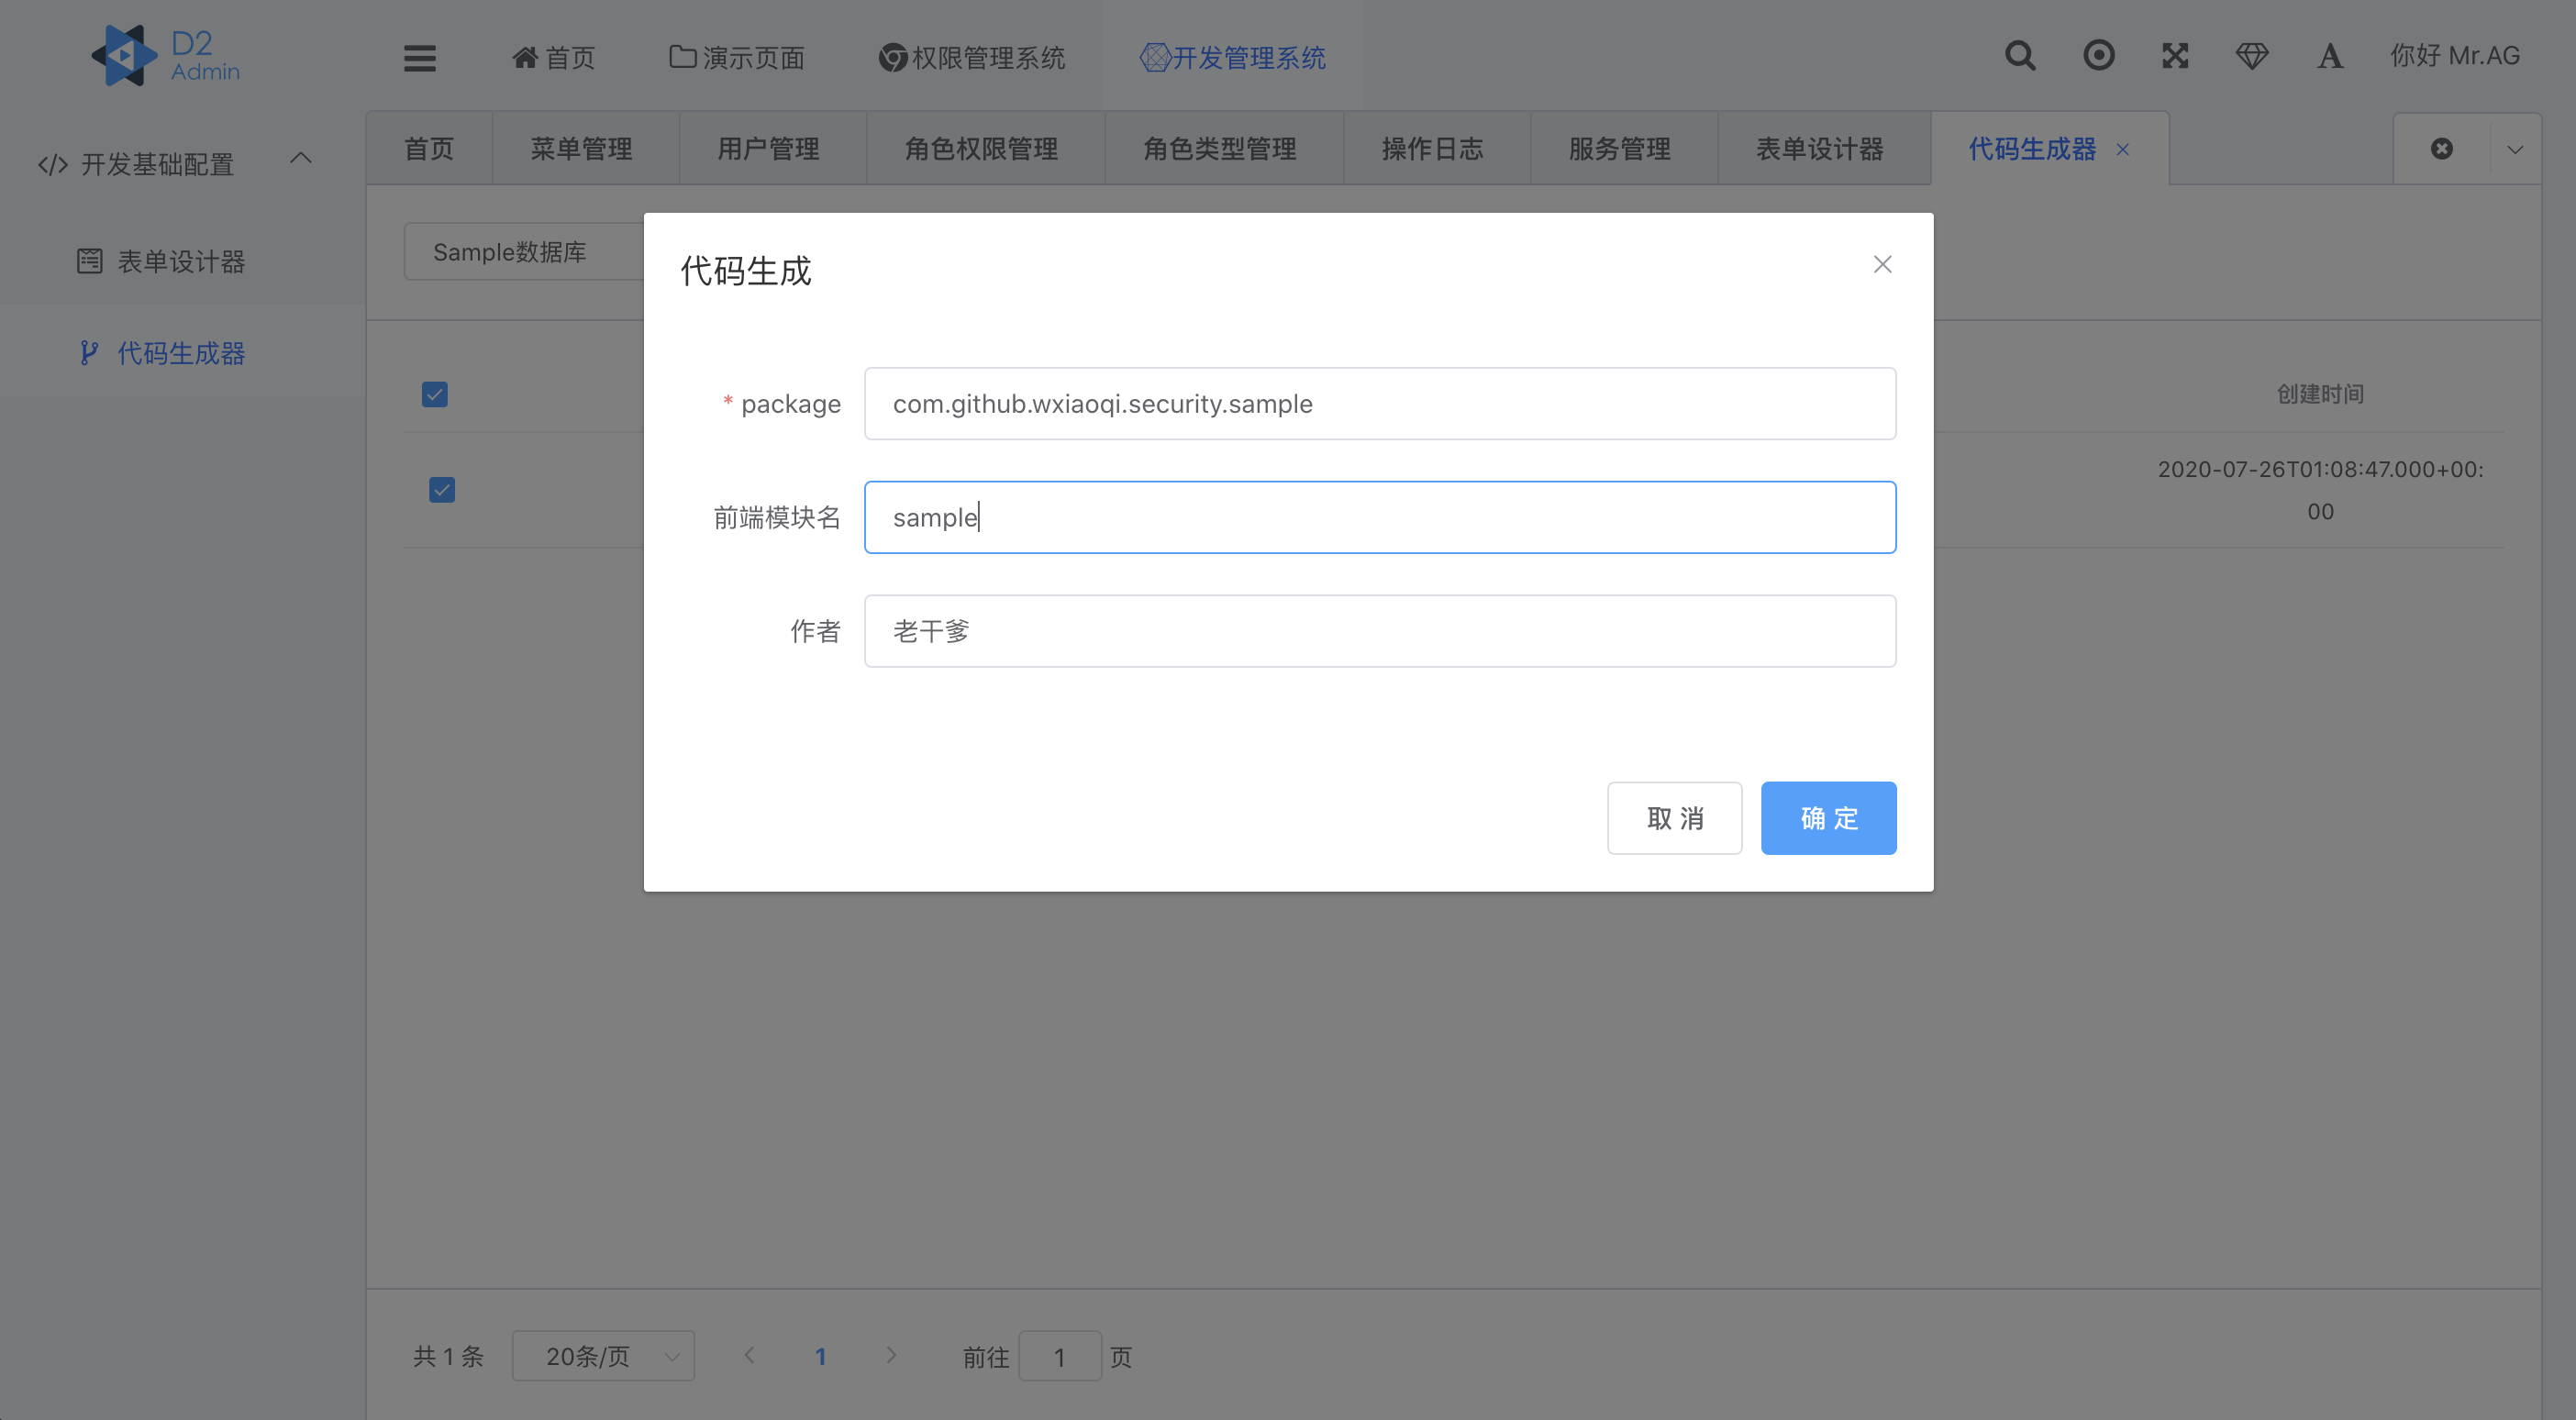 D2
Admin
首页
演示页面
权限管理系统
开发管理系统
你好 Mr.AG
开发基础配置
表单设计器
代码生成器
首页
菜单管理
用户管理
角色权限管理
角色类型管理
操作日志
服务管理
表单设计器
代码生成器
Sample数据库
创建时间
2020-07-26T01:08:47.000+00:
00
代码生成
* package
com.github.wxiaoqi.security.sample
前端模块名
sample
作者
老干爹
取 消
确 定
共 1 条
20条/页
1
前往 1 页